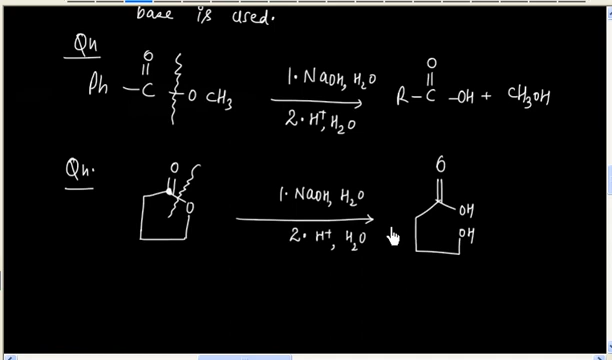 base is used.
Qn
Ph - C - O CH3
O
1. NaOH, H2O
2. H+, H2O
O
R - C - OH + CH3OH
Qn.
O
O
1. NaOH, H2O
2. H+, H2O
O
OH
OH